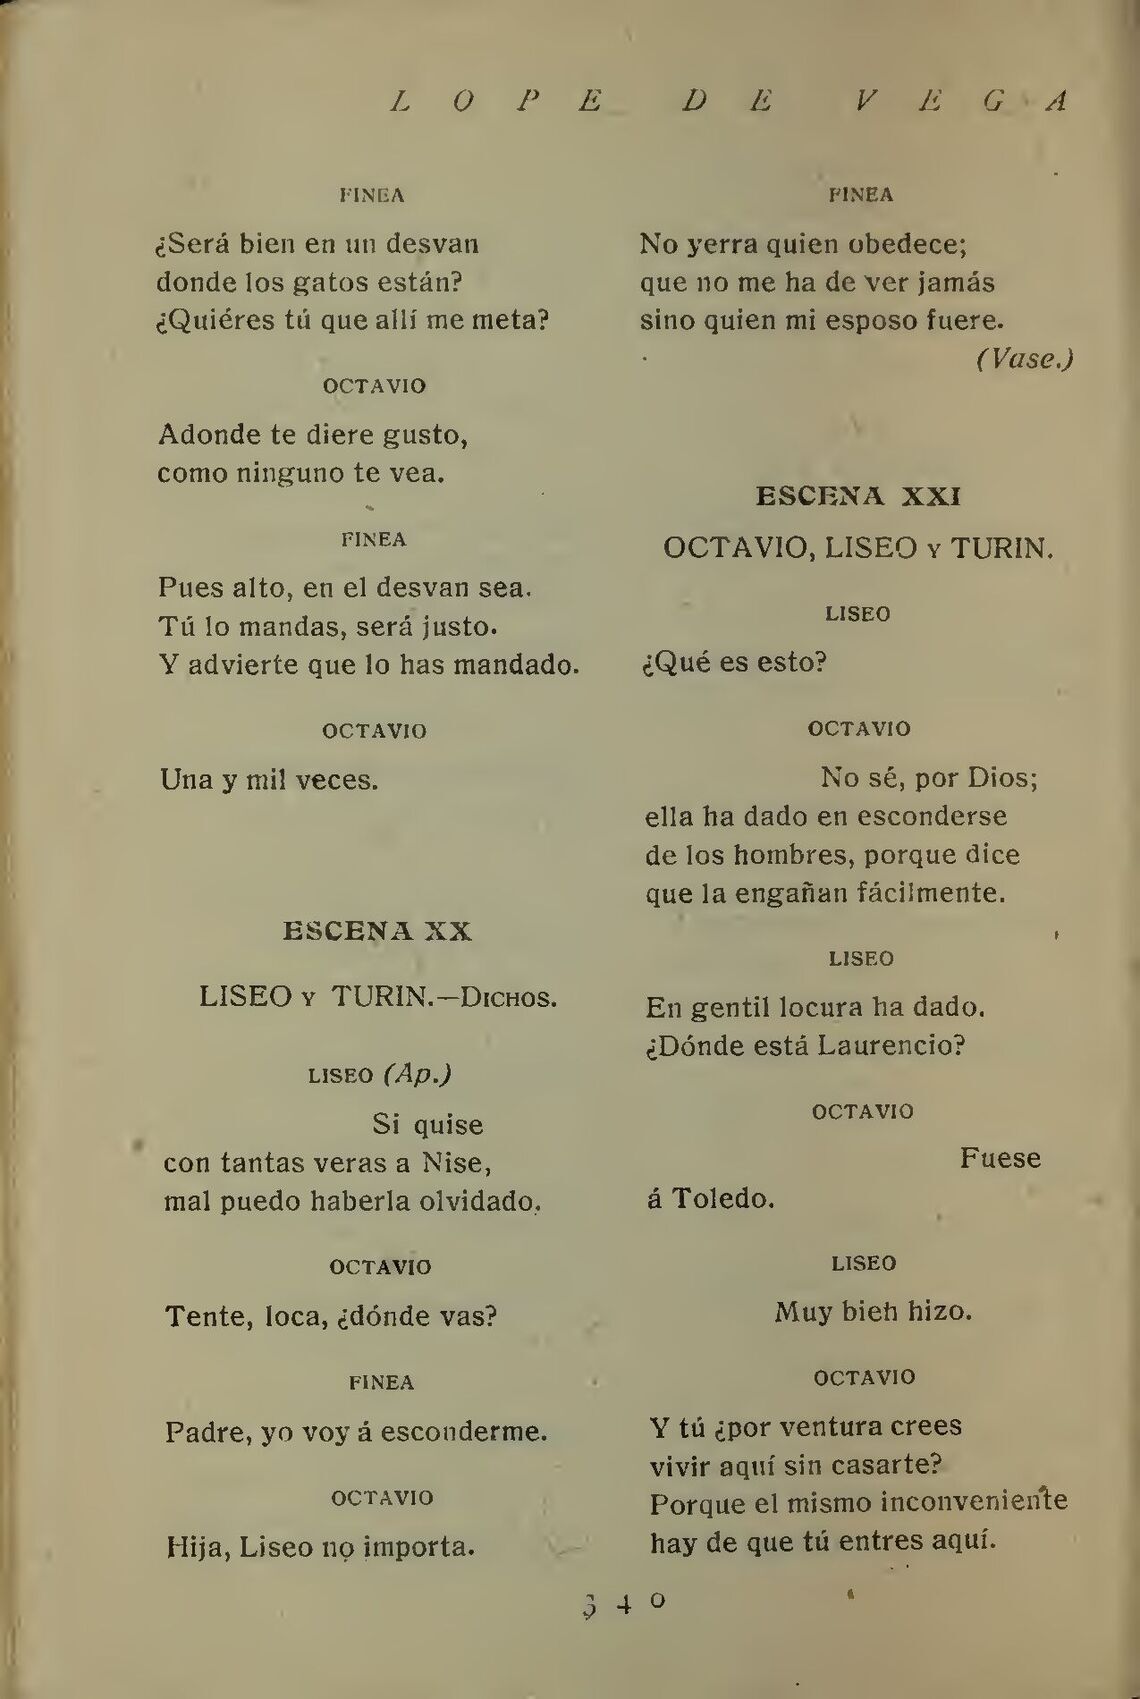 LOPE DE VEGA
FINEA
¿Será bien en un desvan
donde los gatos están?
¿Quiéres tú que allí me meta?
OCTAVIO
Adonde te diere gusto,
como ninguno te vea.
FINEA
Pues alto, en el desvan sea.
Tú lo mandas, será justo.
Y advierte que lo has mandado.
OCTAVIO
Una y mil veces.
ESCENA XX
LISEO Y TURIN.—DICHOS.
LISEO (Ap.)
Si quise
con tantas veras a Nise,
mal puedo haberla olvidado.
OCTAVIO
Tente, loca, ¿dónde vas?
FINEA
Padre, yo voy á esconderme.
OCTAVIO
Hija, Liseo no importa.
FINEA
No yerra quien obedece;
que no me ha de ver jamás
sino quien mi esposo fuere.
(Vase.)
ESCENA XXI
OCTAVIO, LISEO Y TURIN.
LISEO
¿Qué es esto?
OCTAVIO
No sé, por Dios;
ella ha dado en esconderse
de los hombres, porque dice
que la engañan fácilmente.
LISEO
En gentil locura ha dado.
¿Dónde está Laurencio?
OCTAVIO
Fuese
á Toledo.
LISEO
Muy bien hizo.
OCTAVIO
Y tú ¿por ventura crees
vivir aquí sin casarte?
Porque el mismo inconveniente
hay de que tú entres aquí.
340